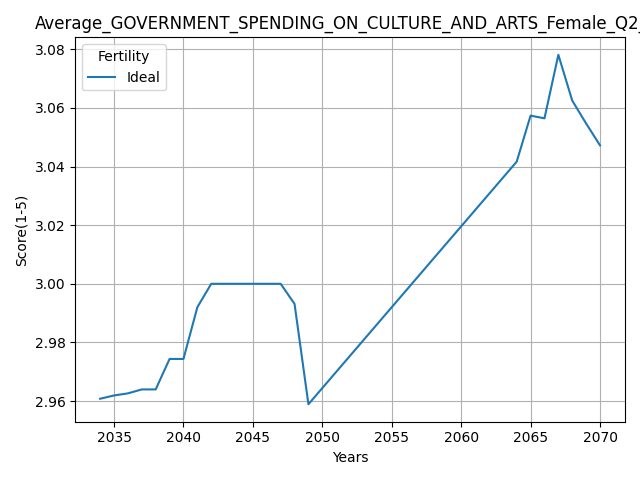 Average_GOVERNMENT_SPENDING_ON_CULTURE_AND_ARTS_Female_Q2_
Fertility
Ideal
3.08
3.06
3.04
3.02
3.00
2.98
2.96
Score(1-5)
2035 2040 2045 2050 2055 2060 2065 2070
Years